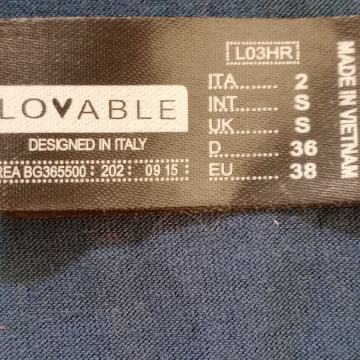 LOVABLE
DESIGNED IN ITALY
REA BG365500 : 202 : 09 15 :
L03HR
ITA........ 2
INT........ S
UK........ S
D........ 36
EU........ 38
MADE IN VIETNAM